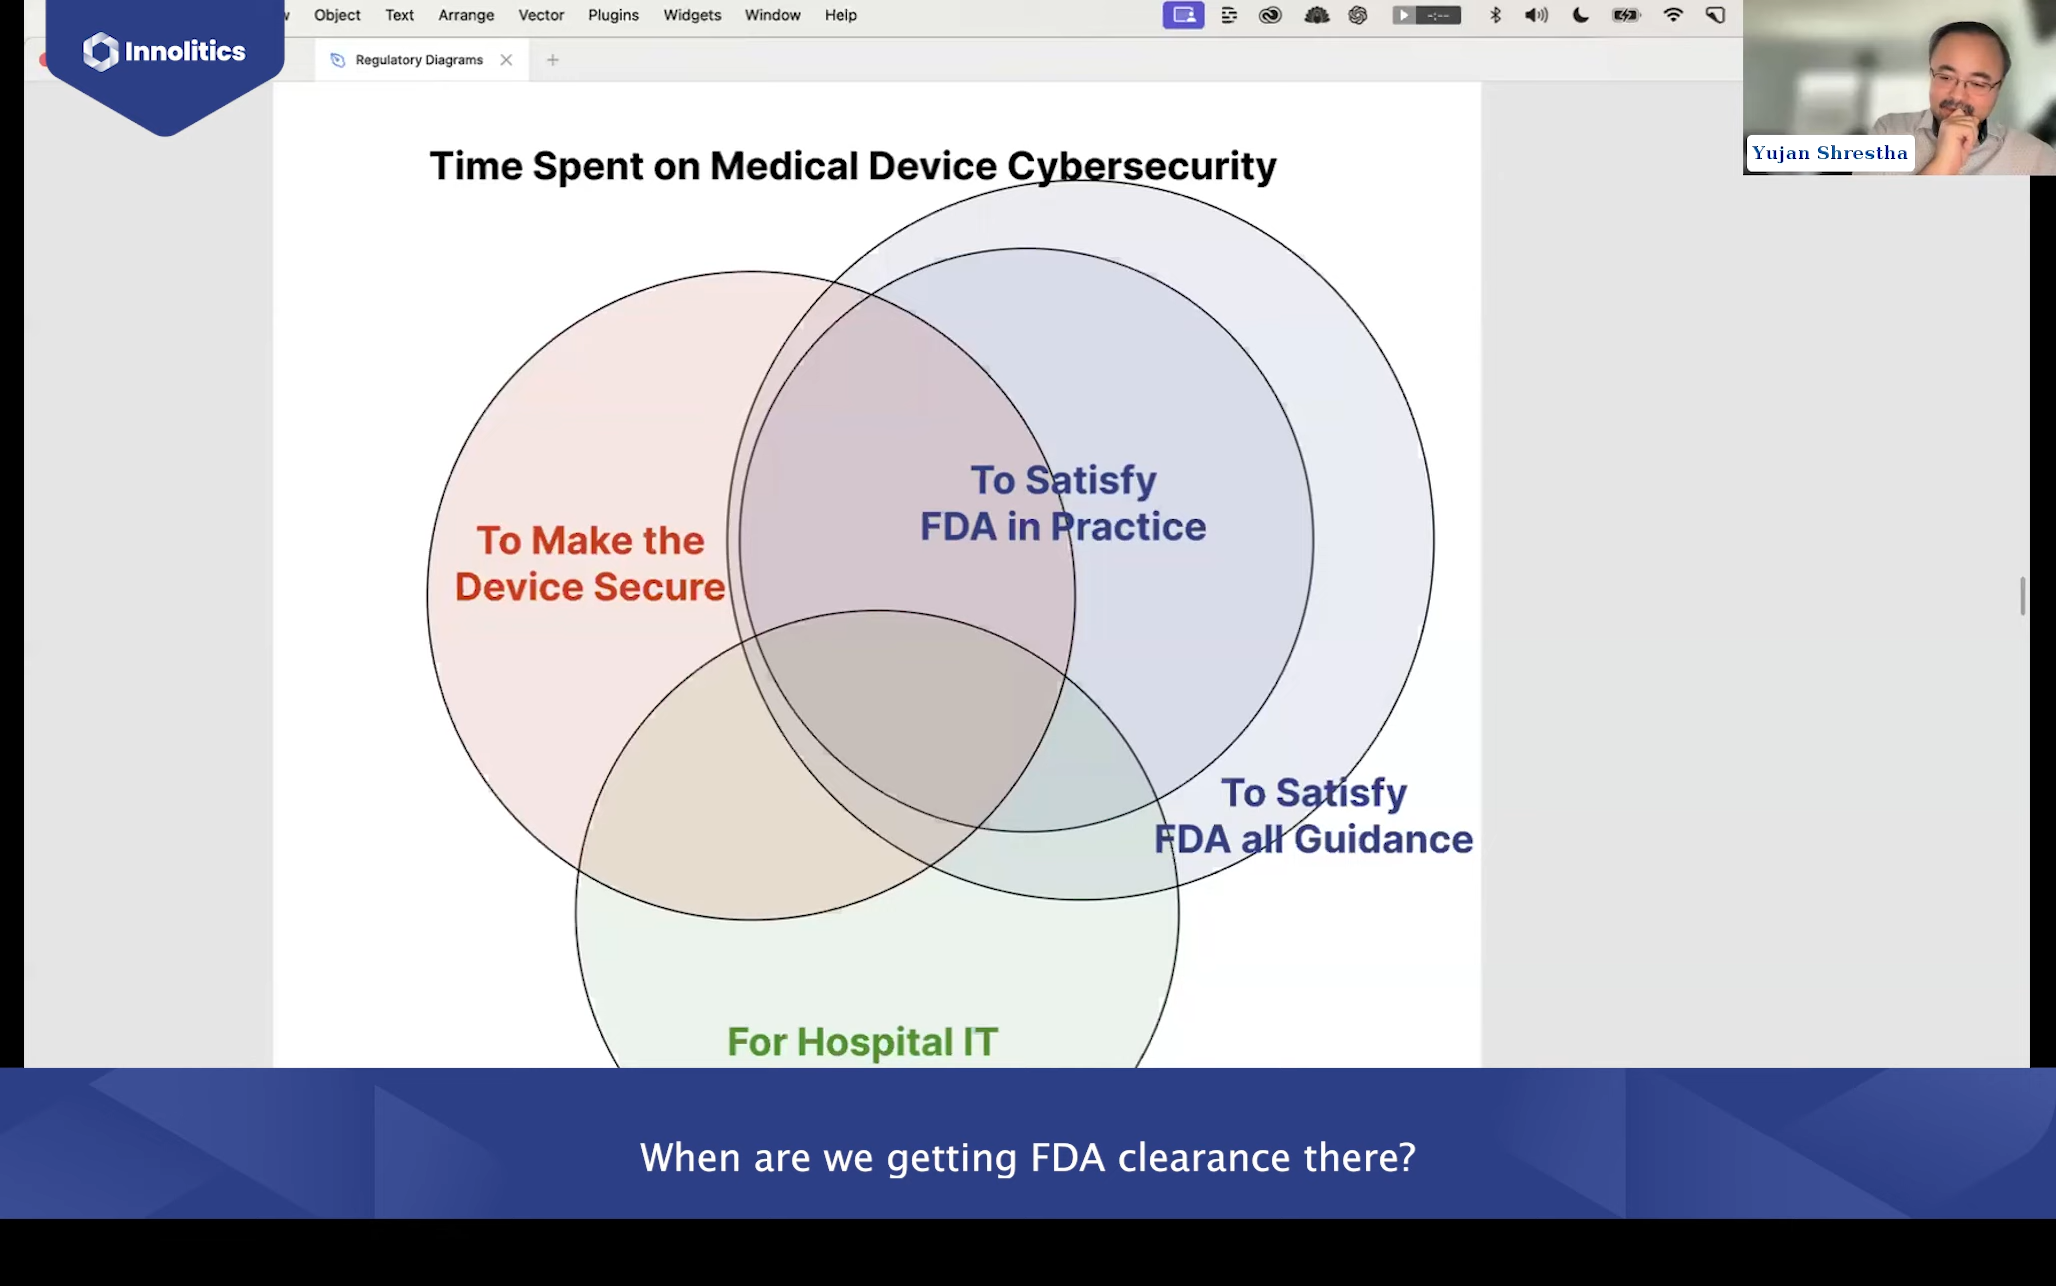 Object Text Arrange Vector Plugins Widgets Window Help
Innolitics
Regulatory Diagrams
Yujan Shrestha
Time Spent on Medical Device Cybersecurity
To Satisfy
FDA in Practice
To Make the
Device Secure
To Satisfy
FDA all Guidance
For Hospital IT
When are we getting FDA clearance there?